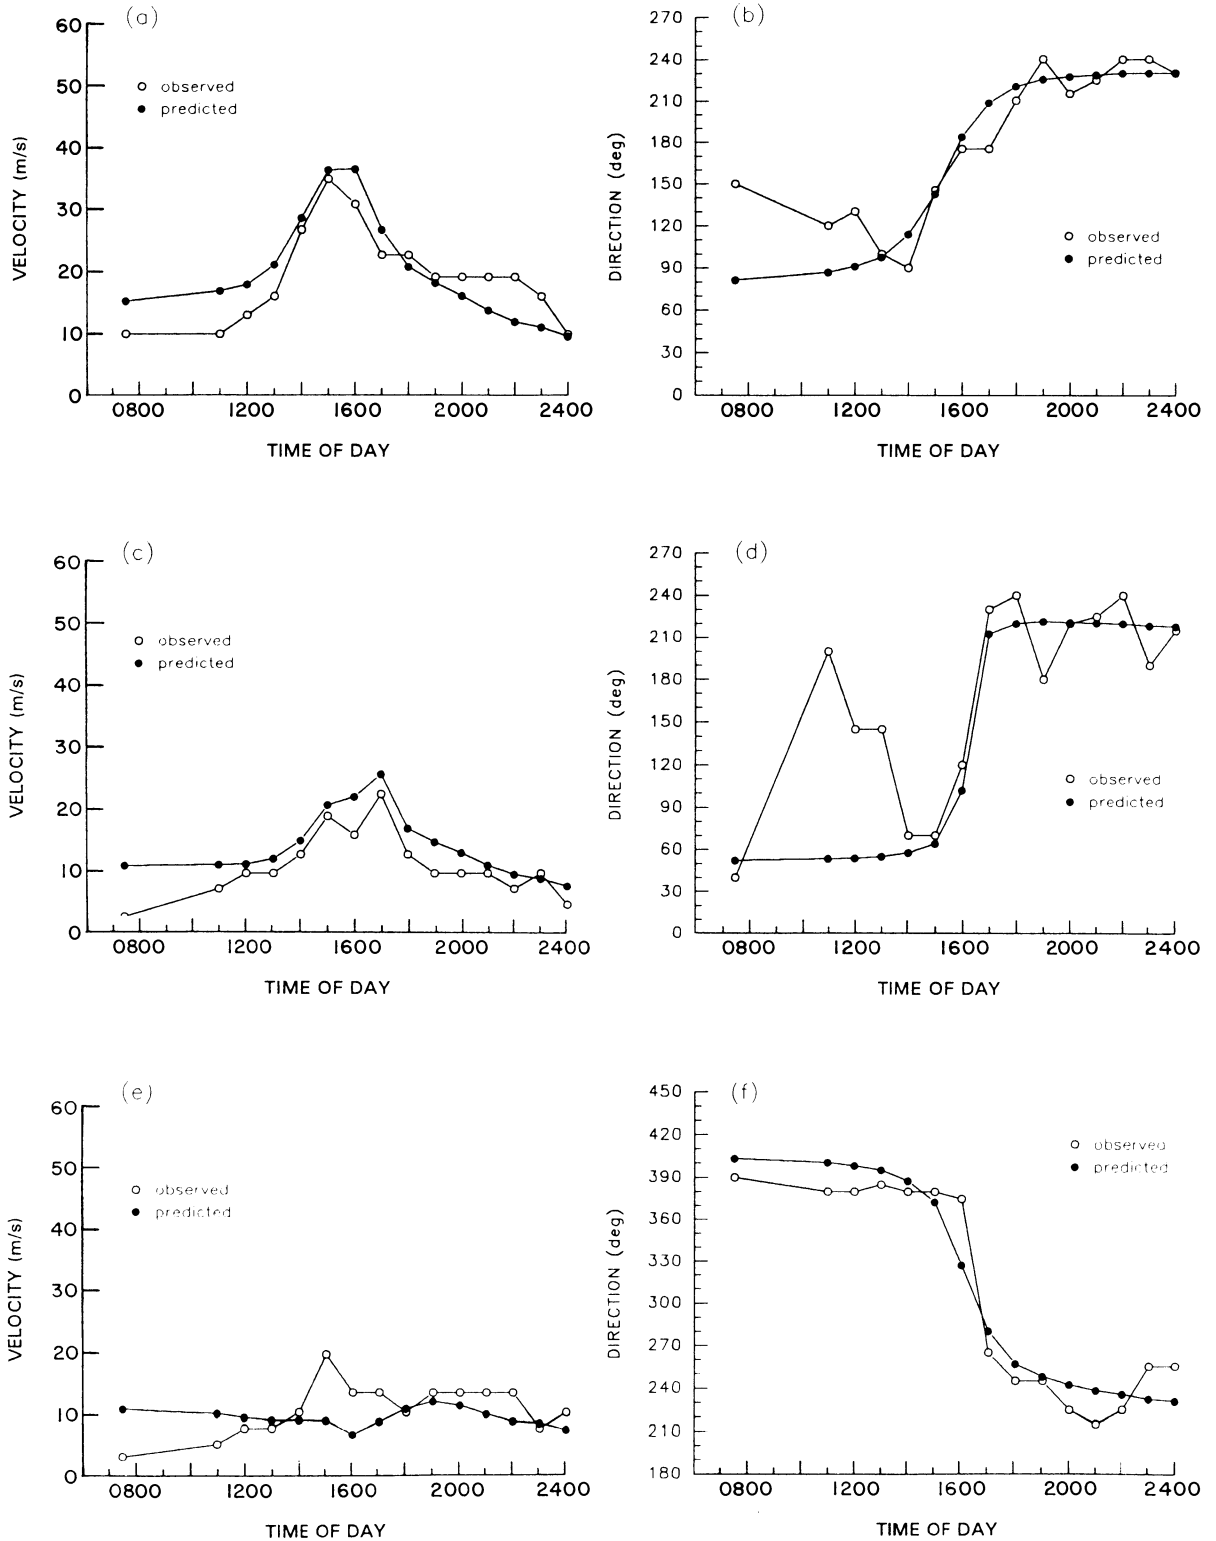 (a)
60
50
40
30
20
10
0
VELOCITY (m/s)
observed
predicted
0800 1200 1600 2000 2400
TIME OF DAY
(b)
270
240
210
180
150
120
90
60
30
0
DIRECTION (deg)
observed
predicted
0800 1200 1600 2000 2400
TIME OF DAY
(c)
60
50
40
30
20
10
0
VELOCITY (m/s)
observed
predicted
0800 1200 1600 2000 2400
TIME OF DAY
(d)
270
240
210
180
150
120
90
60
30
0
DIRECTION (deg)
observed
predicted
0800 1200 1600 2000 2400
TIME OF DAY
(e)
60
50
40
30
20
10
0
VELOCITY (m/s)
observed
predicted
0800 1200 1600 2000 2400
TIME OF DAY
(f)
450
420
390
360
330
300
270
240
210
180
DIRECTION (deg)
observed
predicted
0800 1200 1600 2000 2400
TIME OF DAY